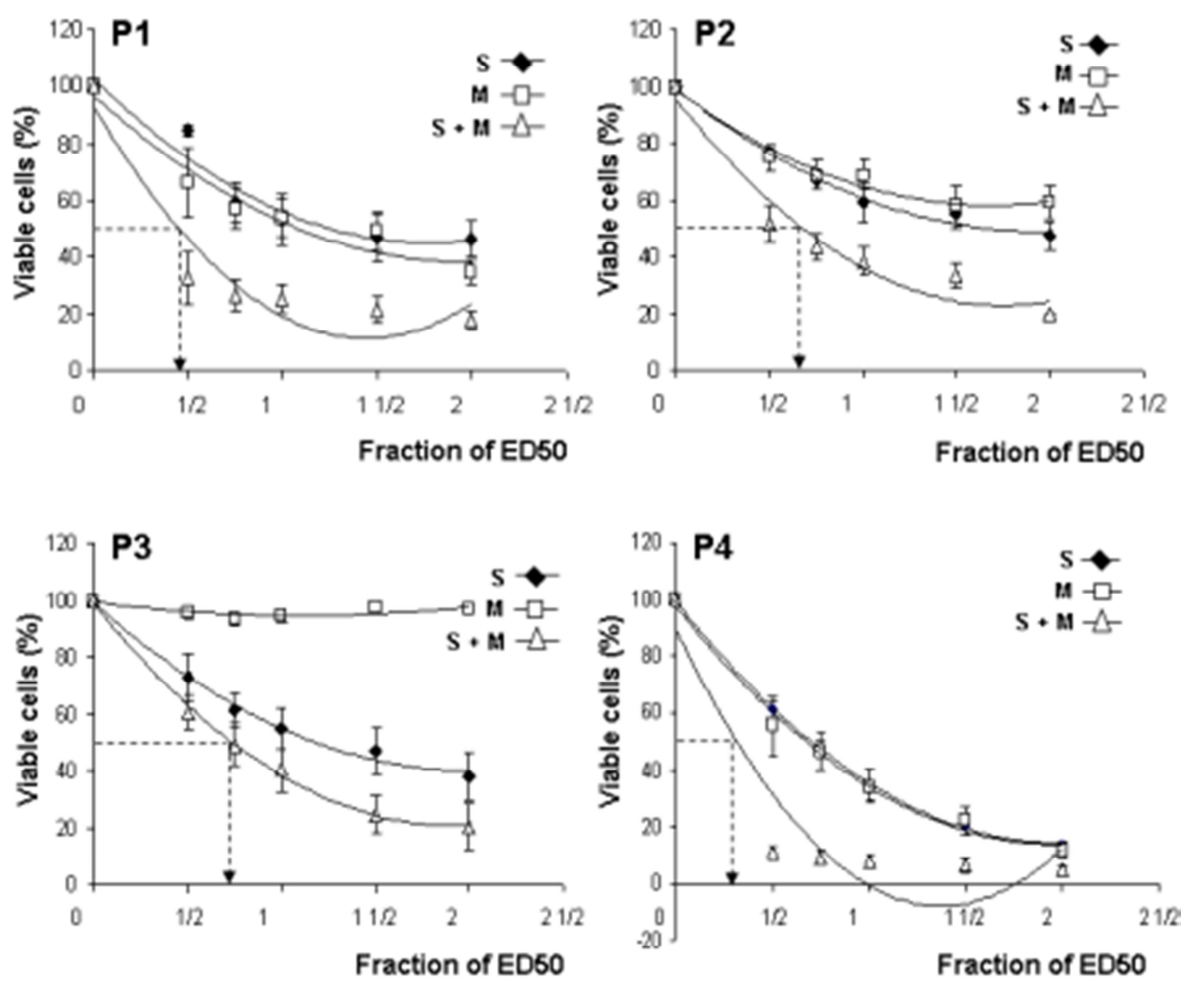 P1
S
M
S + M
120
100
80
60
40
20
0
Viable cells (%)
0 1/2 1 1 1/2 2 2 1/2
Fraction of ED50
P2
S
M
S + M
120
100
80
60
40
20
0
Viable cells (%)
0 1/2 1 1 1/2 2 2 1/2
Fraction of ED50
P3
S
M
S + M
120
100
80
60
40
20
0
Viable cells (%)
0 1/2 1 1 1/2 2 2 1/2
Fraction of ED50
P4
S
M
S + M
120
100
80
60
40
20
0
-20
Viable cells (%)
0 1/2 1 1 1/2 2 2 1/2
Fraction of ED50